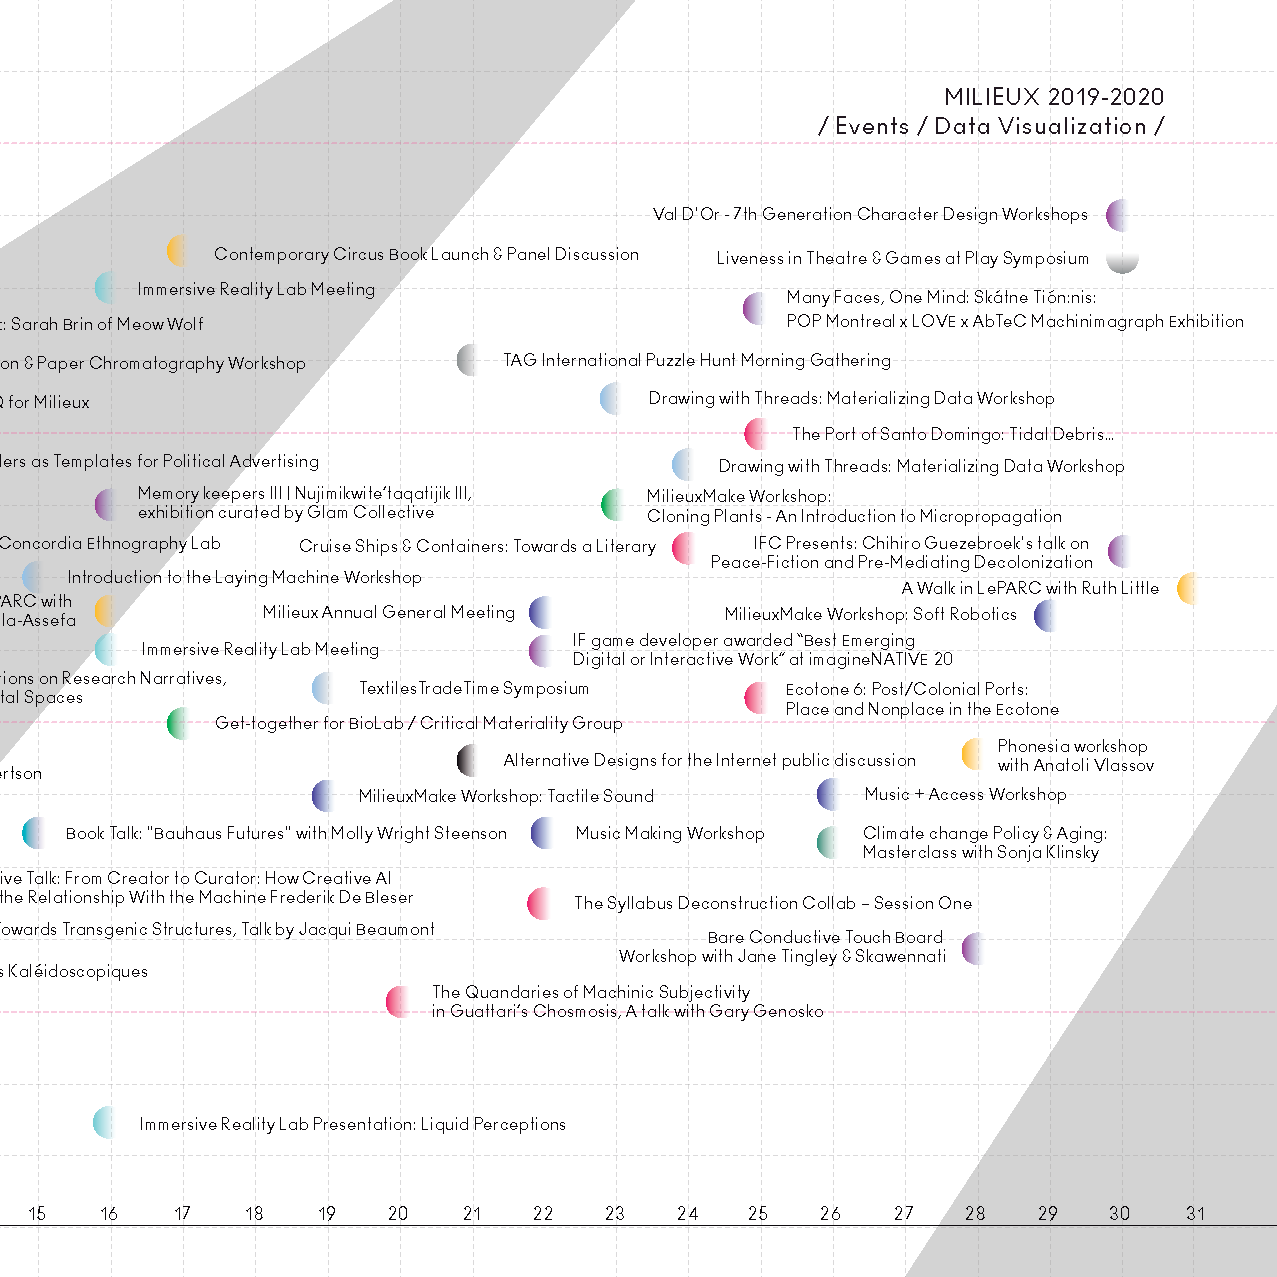 MILIEUX 2019-2020
/ Events / Data Visualization /
Val D'Or - 7th Generation Character Design Workshops
Contemporary Circus Book Launch & Panel Discussion
Liveness in Theatre & Games at Play Symposium
Immersive Reality Lab Meeting
Many Faces, One Mind: Skátne Tión:nis:
POP Montreal x LOVE x AbTeC Machinimagraph Exhibition
: Sarah Brin of Meow Wolf
on & Paper Chromatography Workshop
TAG International Puzzle Hunt Morning Gathering
for Milieux
Drawing with Threads: Materializing Data Workshop
The Port of Santo Domingo: Tidal Debris...
lers as Templates for Political Advertising
Drawing with Threads: Materializing Data Workshop
Memory keepers III | Nujimikwite'taqatijik III,
exhibition curated by Glam Collective
MilieuxMake Workshop:
Cloning Plants - An Introduction to Micropropagation
Concordia Ethnography Lab
Cruise Ships & Containers: Towards a Literary
IFC Presents: Chihiro Guezebroek's talk on
Peace-Fiction and Pre-Mediating Decolonization
Introduction to the Laying Machine Workshop
A Walk in LePARC with Ruth Little
PARC with
la-Assefa
Milieux Annual General Meeting
MilieuxMake Workshop: Soft Robotics
Immersive Reality Lab Meeting
IF game developer awarded “Best Emerging
Digital or Interactive Work” at imagineNATIVE 20
ions on Research Narratives,
tal Spaces
TextilesTradeTime Symposium
Ecotone 6: Post/Colonial Ports:
Place and Nonplace in the Ecotone
Get-together for BioLab / Critical Materiality Group
Alternative Designs for the Internet public discussion
Phonesia workshop
with Anatoli Vlassov
ertson
MilieuxMake Workshop: Tactile Sound
Music + Access Workshop
Book Talk: "Bauhaus Futures" with Molly Wright Steenson
Music Making Workshop
Climate change Policy & Aging:
Masterclass with Sonja Klinsky
ive Talk: From Creator to Curator: How Creative AI
the Relationship With the Machine Frederik De Bleser
The Syllabus Deconstruction Collab – Session One
Towards Transgenic Structures, Talk by Jacqui Beaumont
Bare Conductive Touch Board
Workshop with Jane Tingley & Skawennati
s Kaléidoscopiques
The Quandaries of Machinic Subjectivity
in Guattari's Chosmosis, A talk with Gary Genosko
Immersive Reality Lab Presentation: Liquid Perceptions
15 16 17 18 19 20 21 22 23 24 25 26 27 28 29 30 31